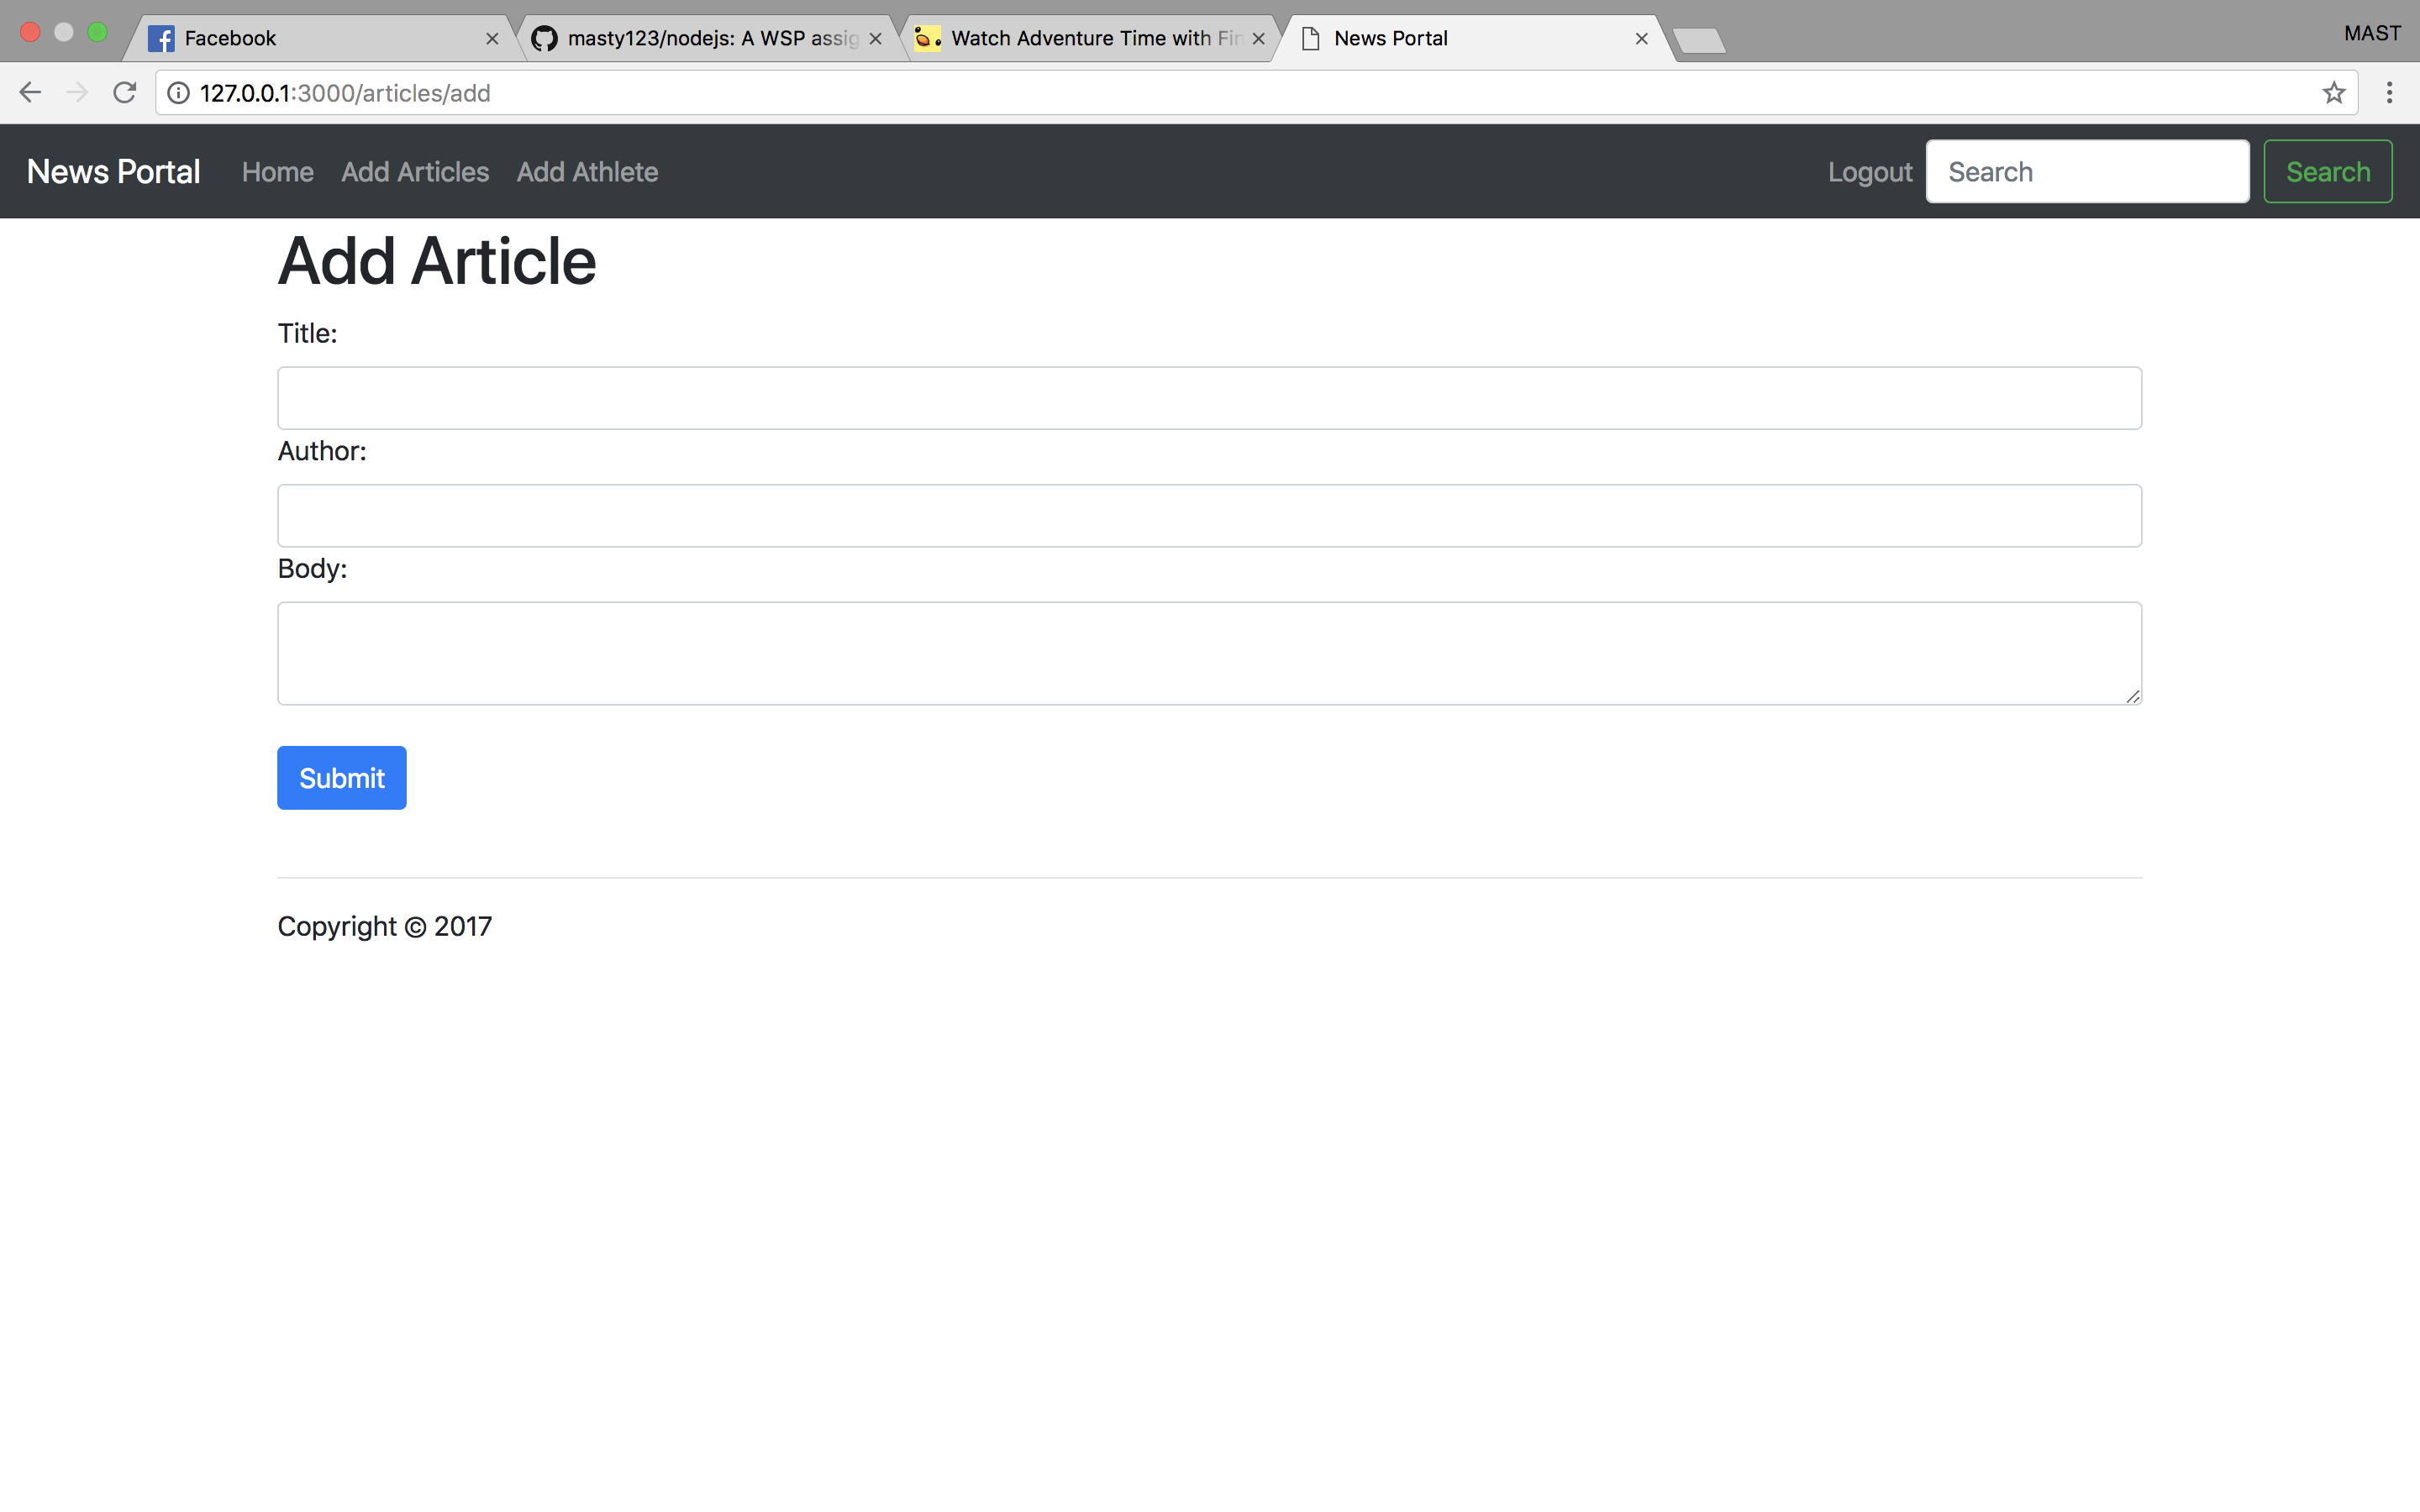 Facebook
masty123/nodejs: A WSP assig
Watch Adventure Time with Fin
News Portal
MAST
127.0.0.1:3000/articles/add
News Portal Home Add Articles Add Athlete Logout Search Search
Add Article
Title:
Author:
Body:
Submit
Copyright © 2017